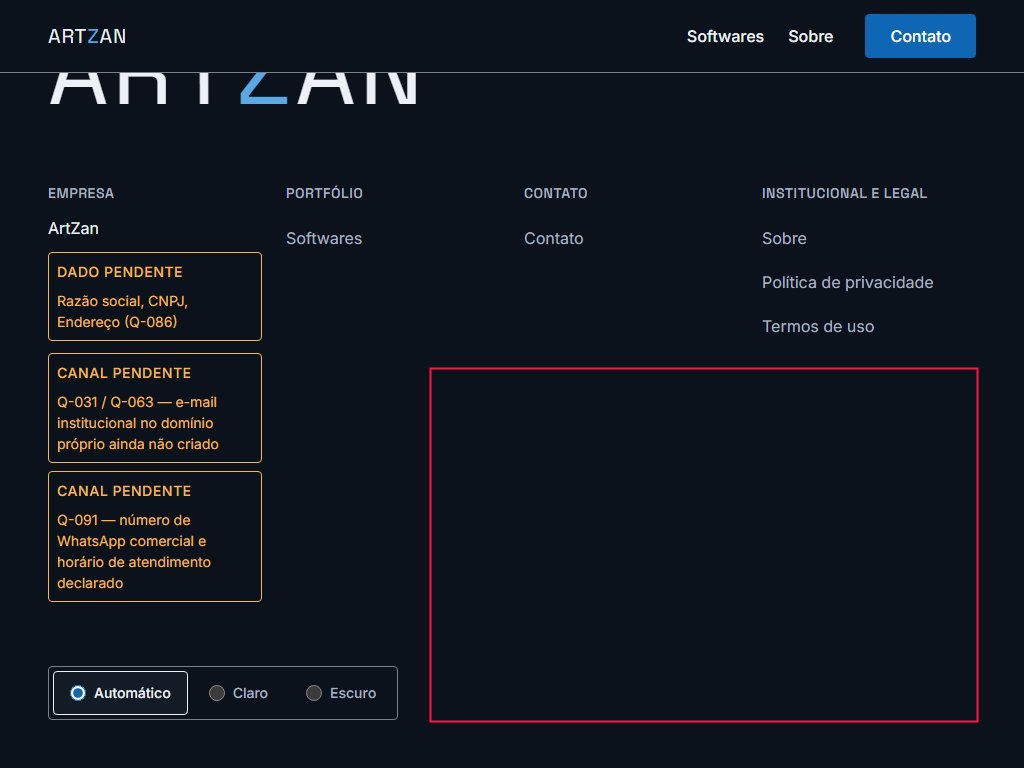 ARTZAN
Softwares
Sobre
Contato
ARTZAN
EMPRESA
ArtZan
DADO PENDENTE
Razão social, CNPJ,
Endereço (Q-086)
CANAL PENDENTE
Q-031 / Q-063 — e-mail
institucional no domínio
próprio ainda não criado
CANAL PENDENTE
Q-091 — número de
WhatsApp comercial e
horário de atendimento
declarado
PORTFÓLIO
Softwares
CONTATO
Contato
INSTITUCIONAL E LEGAL
Sobre
Política de privacidade
Termos de uso
Automático
Claro
Escuro